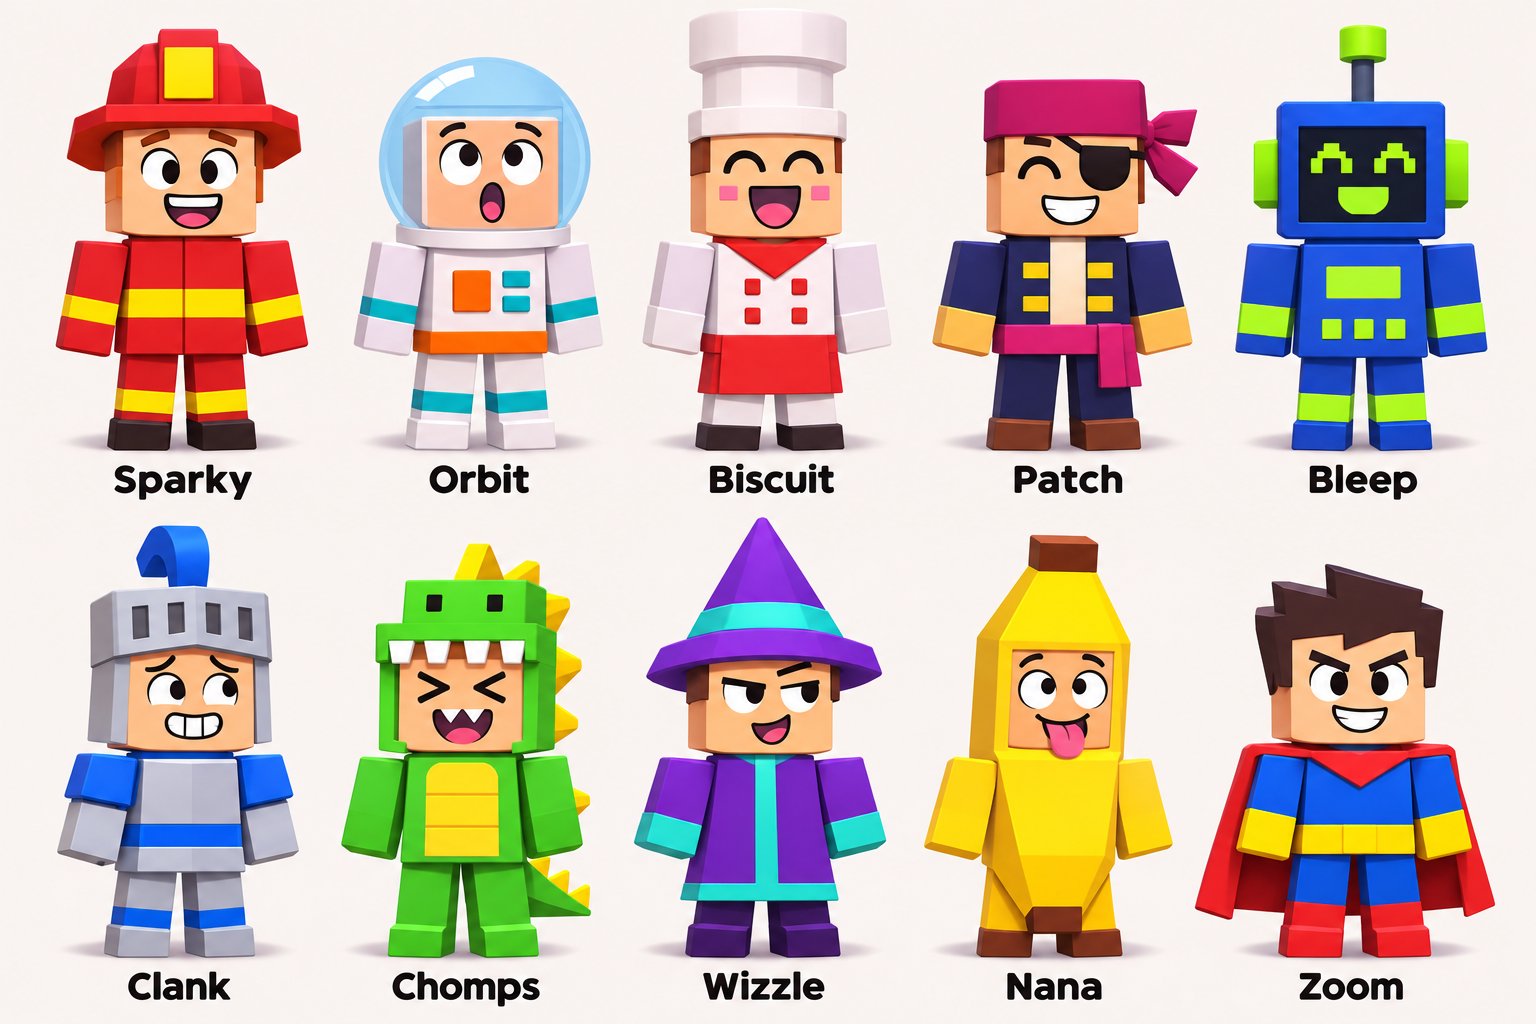 Sparky
Orbit
Biscuit
Patch
Bleep
Clank
Chomps
Wizzle
Nana
Zoom